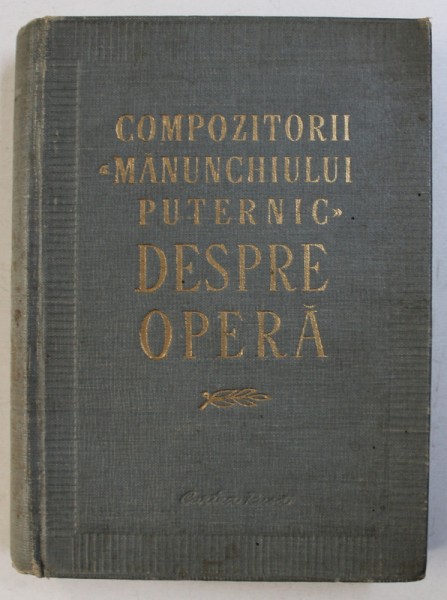 COMPOZITORII
«MĂNUNCHIULUI
PUTERNIC»
DESPRE
OPERĂ